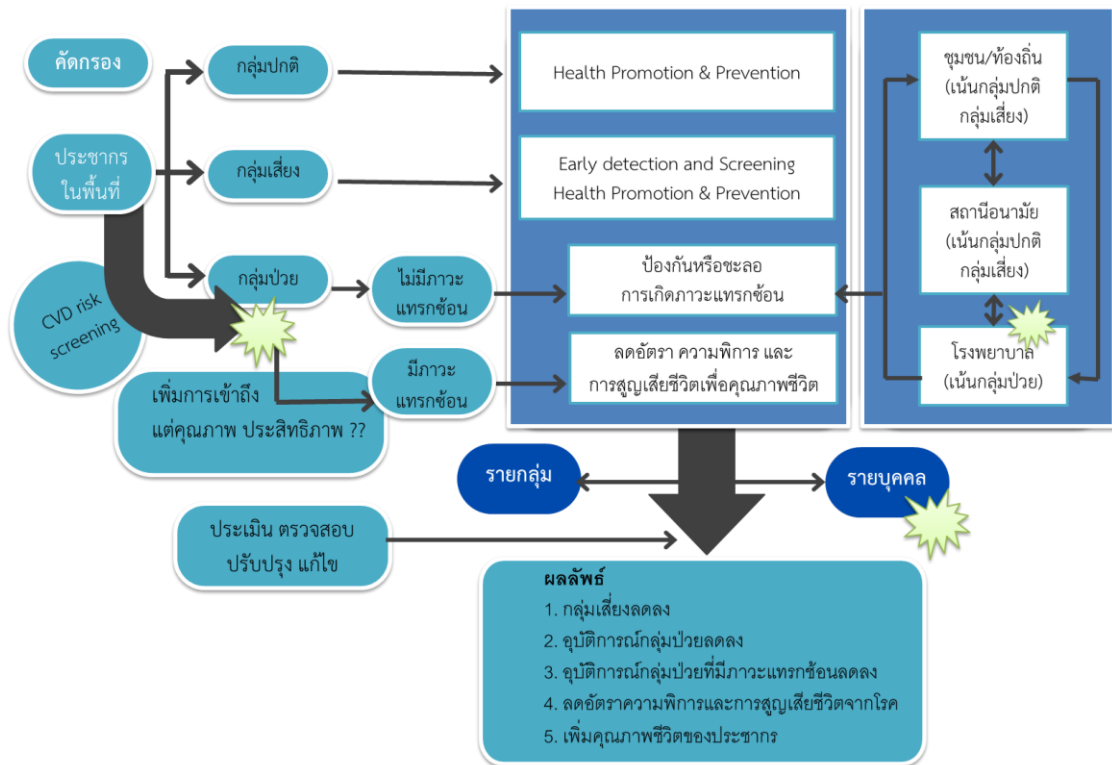 คัดกรอง
ประชากร
ในพื้นที่
CVD risk
screening
กลุ่มปกติ
กลุ่มเสี่ยง
กลุ่มป่วย
ไม่มีภาวะ
แทรกซ้อน
มีภาวะ
แทรกซ้อน
เพิ่มการเข้าถึง
แต่คุณภาพ ประสิทธิภาพ ??
Health Promotion & Prevention
Early detection and Screening
Health Promotion & Prevention
ป้องกันหรือชะลอ
การเกิดภาวะแทรกซ้อน
ลดอัตรา ความพิการ และ
การสูญเสียชีวิตเพื่อคุณภาพชีวิต
ชุมชน/ท้องถิ่น
(เน้นกลุ่มปกติ
กลุ่มเสี่ยง)
สถานีอนามัย
(เน้นกลุ่มปกติ
กลุ่มเสี่ยง)
โรงพยาบาล
(เน้นกลุ่มป่วย)
รายกลุ่ม
รายบุคคล
ประเมิน ตรวจสอบ
ปรับปรุง แก้ไข
ผลลัพธ์
1. กลุ่มเสี่ยงลดลง
2. อุบัติการณ์กลุ่มป่วยลดลง
3. อุบัติการณ์กลุ่มป่วยที่มีภาวะแทรกซ้อนลดลง
4. ลดอัตราความพิการและการสูญเสียชีวิตจากโรค
5. เพิ่มคุณภาพชีวิตของประชากร